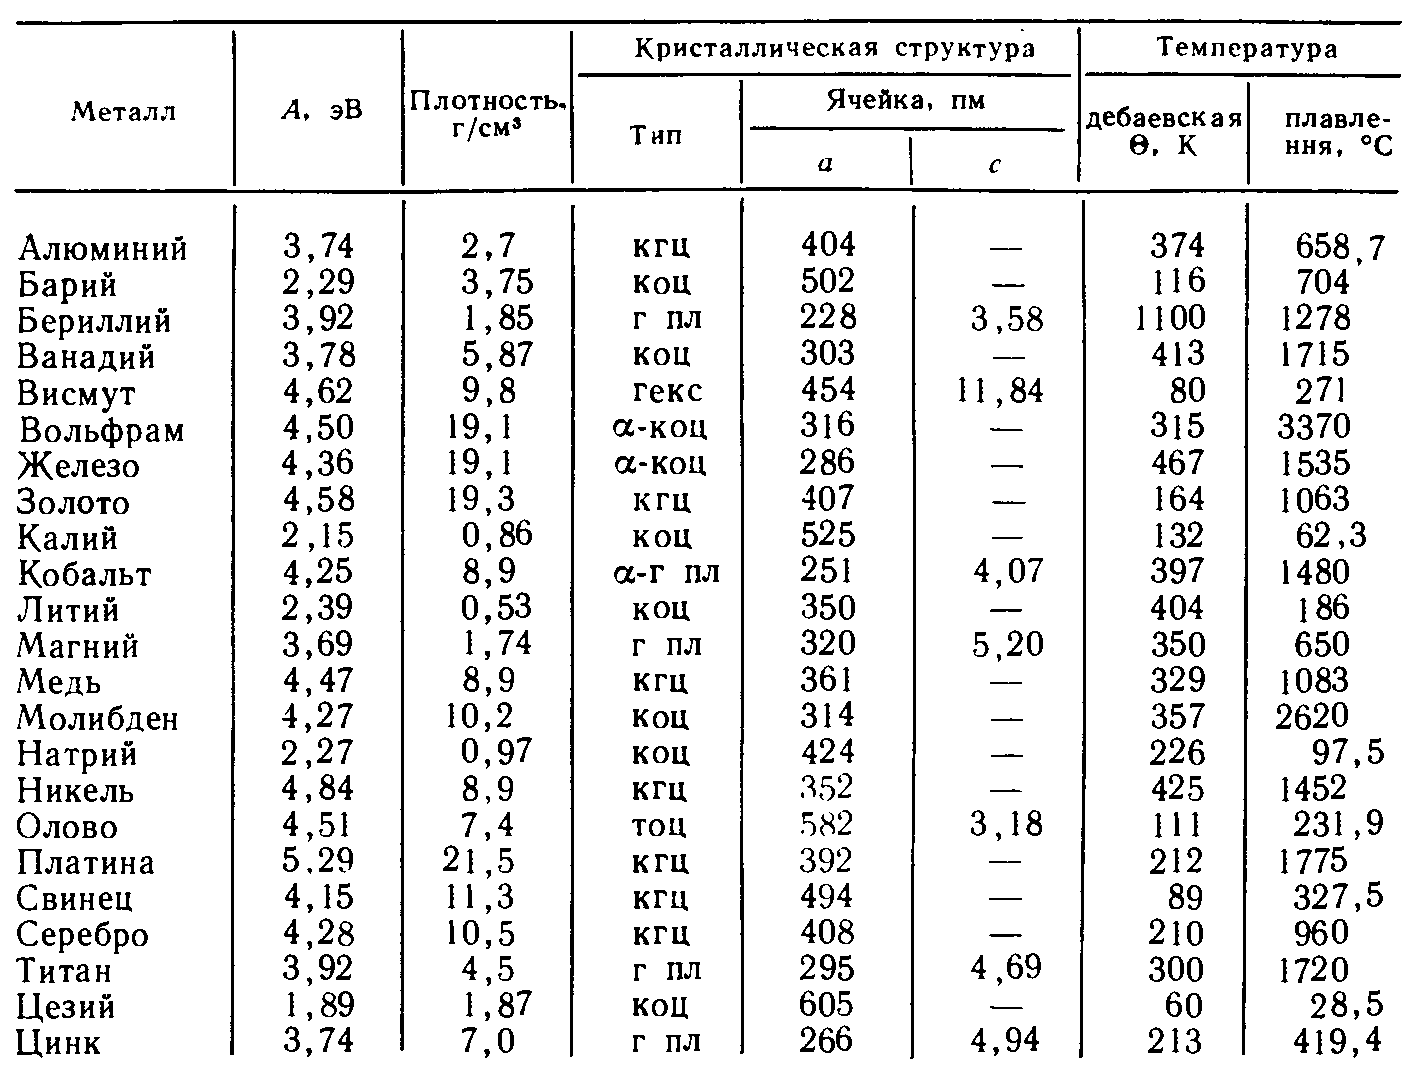 Кристаллическая структура Температура
Металл A, эВ Плотность, г/см³ Тип Ячейка, пм дебаевская Θ, К плавле-
ння, °С
a c
Алюминий 3,74 2,7 кгц 404 — 374 658,7
Барий 2,29 3,75 коц 502 — 116 704
Бериллий 3,92 1,85 г пл 228 3,58 1100 1278
Ванадий 3,78 5,87 коц 303 — 413 1715
Висмут 4,62 9,8 гекс 454 11,84 80 271
Вольфрам 4,50 19,1 α-коц 316 — 315 3370
Железо 4,36 19,1 α-коц 286 — 467 1535
Золото 4,58 19,3 кгц 407 — 164 1063
Калий 2,15 0,86 коц 525 — 132 62,3
Кобальт 4,25 8,9 α-г пл 251 4,07 397 1480
Литий 2,39 0,53 коц 350 — 404 186
Магний 3,69 1,74 г пл 320 5,20 350 650
Медь 4,47 8,9 кгц 361 — 329 1083
Молибден 4,27 10,2 коц 314 — 357 2620
Натрий 2,27 0,97 коц 424 — 226 97,5
Никель 4,84 8,9 кгц 352 — 425 1452
Олово 4,51 7,4 тоц 582 3,18 111 231,9
Платина 5,29 21,5 кгц 392 — 212 1775
Свинец 4,15 11,3 кгц 494 — 89 327,5
Серебро 4,28 10,5 кгц 408 — 210 960
Титан 3,92 4,5 г пл 295 4,69 300 1720
Цезий 1,89 1,87 коц 605 — 60 28,5
Цинк 3,74 7,0 г пл 266 4,94 213 419,4